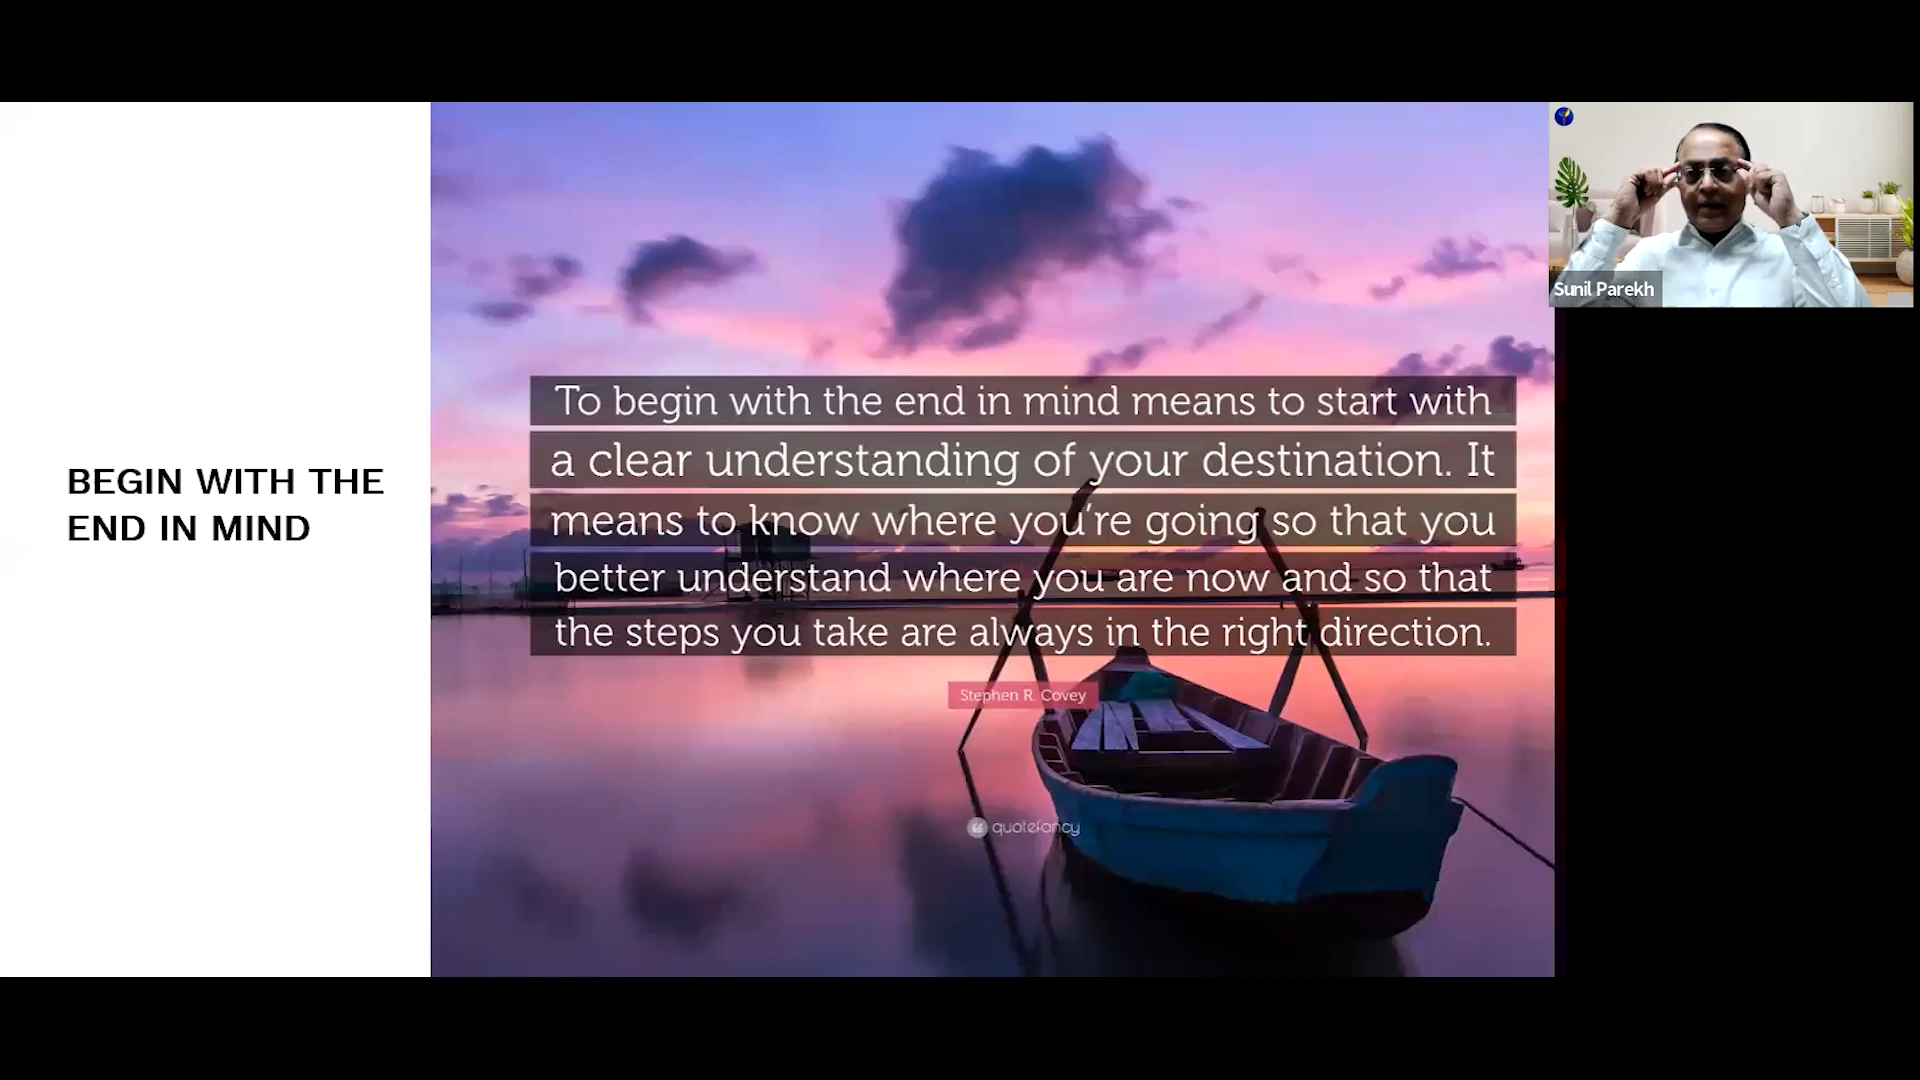 BEGIN WITH THE
END IN MIND
To begin with the end in mind means to start with
a clear understanding of your destination. It
means to know where you're going so that you
better understand where you are now and so that
the steps you take are always in the right direction.
Stephen R. Covey
quotefancy
Sunil Parekh